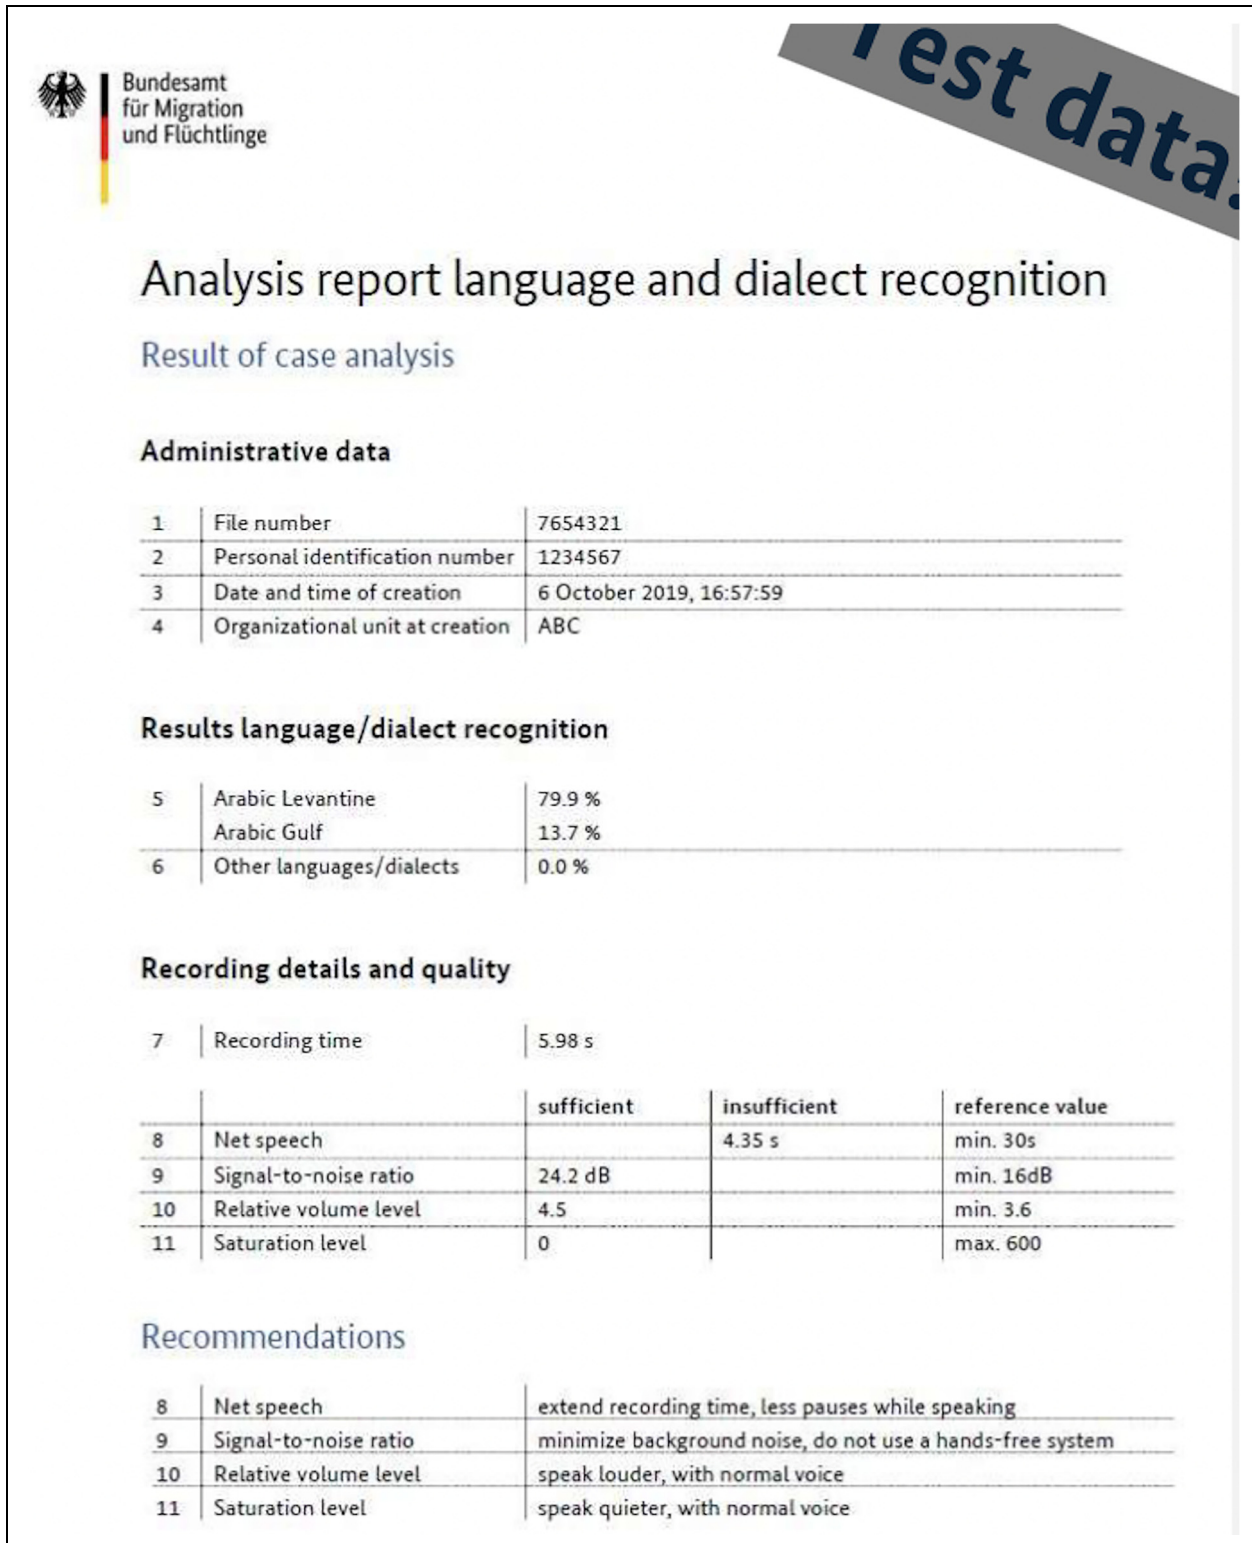 Bundesamt
für Migration
und Flüchtlinge
Test data.
Analysis report language and dialect recognition
Result of case analysis
Administrative data
1 File number 7654321
2 Personal identification number 1234567
3 Date and time of creation 6 October 2019, 16:57:59
4 Organizational unit at creation ABC
Results language/dialect recognition
5 Arabic Levantine 79.9 %
Arabic Gulf 13.7 %
6 Other languages/dialects 0.0 %
Recording details and quality
7 Recording time 5.98 s
sufficient insufficient reference value
8 Net speech 4.35 s min. 30s
9 Signal-to-noise ratio 24.2 dB min. 16dB
10 Relative volume level 4.5 min. 3.6
11 Saturation level 0 max. 600
Recommendations
8 Net speech extend recording time, less pauses while speaking
9 Signal-to-noise ratio minimize background noise, do not use a hands-free system
10 Relative volume level speak louder, with normal voice
11 Saturation level speak quieter, with normal voice